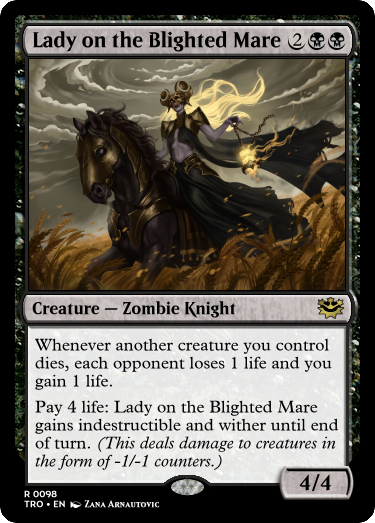 Lady on the Blighted Mare 2
Creature — Zombie Knight
Whenever another creature you control
dies, each opponent loses 1 life and you
gain 1 life.
Pay 4 life: Lady on the Blighted Mare
gains indestructible and wither until end
of turn. (This deals damage to creatures in
the form of -1/-1 counters.)
4/4
R 0098
TRO • EN Zana Arnautovic